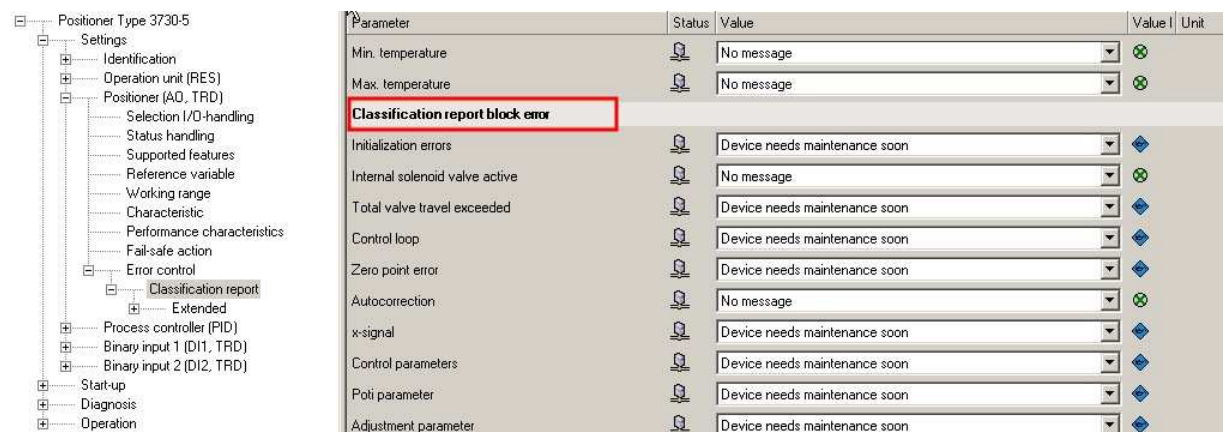 Positioner Type 3730-5
Settings
Identification
Operation unit (RES)
Positioner (AO, TRD)
Selection I/O-handling
Status handling
Supported features
Reference variable
Working range
Characteristic
Performance characteristics
Fail-safe action
Error control
Classification report
Extended
Process controller (PID)
Binary input 1 (DI1, TRD)
Binary input 2 (DI2, TRD)
Start-up
Diagnosis
Operation
Parameter Status Value Value I Unit
Min. temperature No message
Max. temperature No message
Classification report block error
Initialization errors Device needs maintenance soon
Internal solenoid valve active No message
Total valve travel exceeded Device needs maintenance soon
Control loop Device needs maintenance soon
Zero point error Device needs maintenance soon
Autocorrection No message
x-signal Device needs maintenance soon
Control parameters Device needs maintenance soon
Poti parameter Device needs maintenance soon
Adjustment parameter Device needs maintenance soon